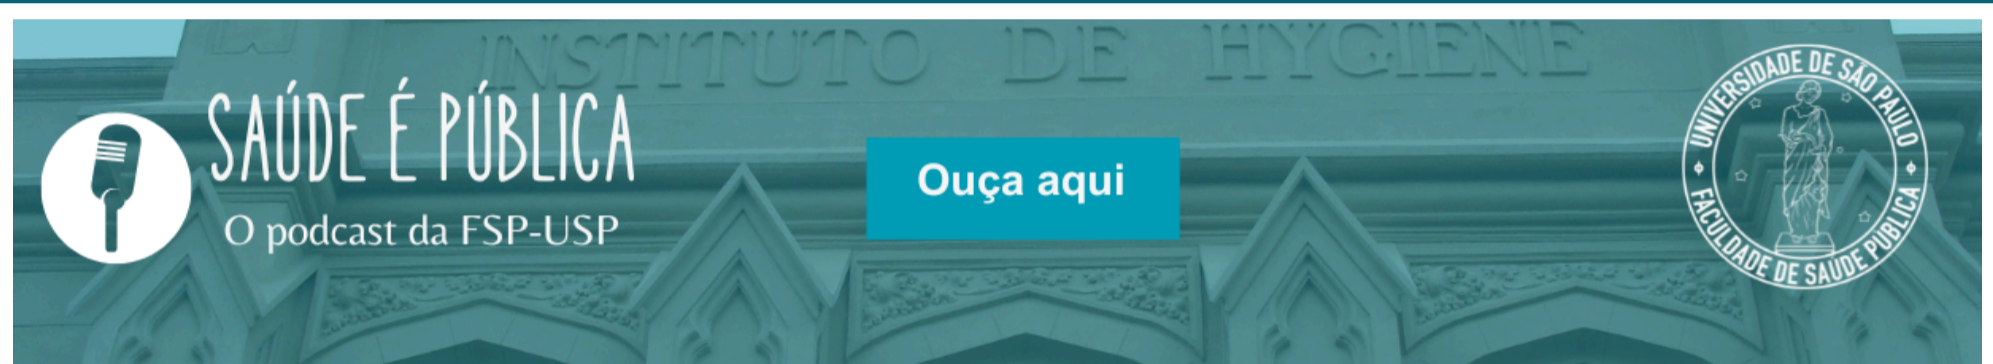 INSTITUTO DE HYGIENE
SAÚDE É PÚBLICA
O podcast da FSP-USP
Ouça aqui
UNIVERSIDADE DE SÃO PAULO
FACULDADE DE SAÚDE PÚBLICA